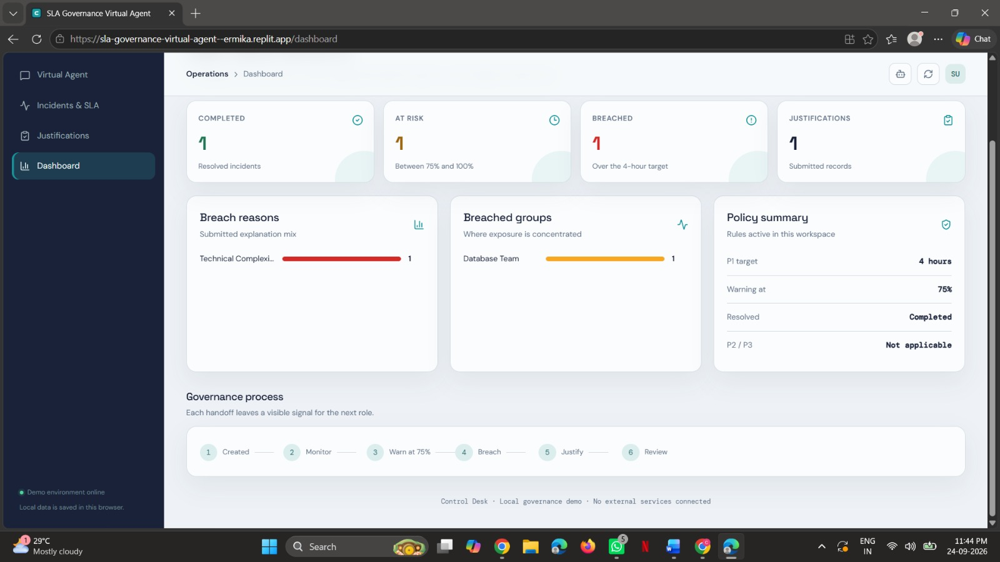 SLA Governance Virtual Agent
https://sla-governance-virtual-agent--ermika.replit.app/dashboard
Chat
Virtual Agent
Incidents & SLA
Justifications
Dashboard
Operations > Dashboard
SU
COMPLETED
1
Resolved incidents
AT RISK
1
Between 75% and 100%
BREACHED
1
Over the 4-hour target
JUSTIFICATIONS
1
Submitted records
Breach reasons
Submitted explanation mix
Technical Complexi... 1
Breached groups
Where exposure is concentrated
Database Team 1
Policy summary
Rules active in this workspace
P1 target 4 hours
Warning at 75%
Resolved Completed
P2 / P3 Not applicable
Governance process
Each handoff leaves a visible signal for the next role.
1 Created 2 Monitor 3 Warn at 75% 4 Breach 5 Justify 6 Review
Control Desk · Local governance demo · No external services connected
Demo environment online
Local data is saved in this browser.
1
29°C
Mostly cloudy
Search
5
ENG
IN
11:44 PM
24-09-2026